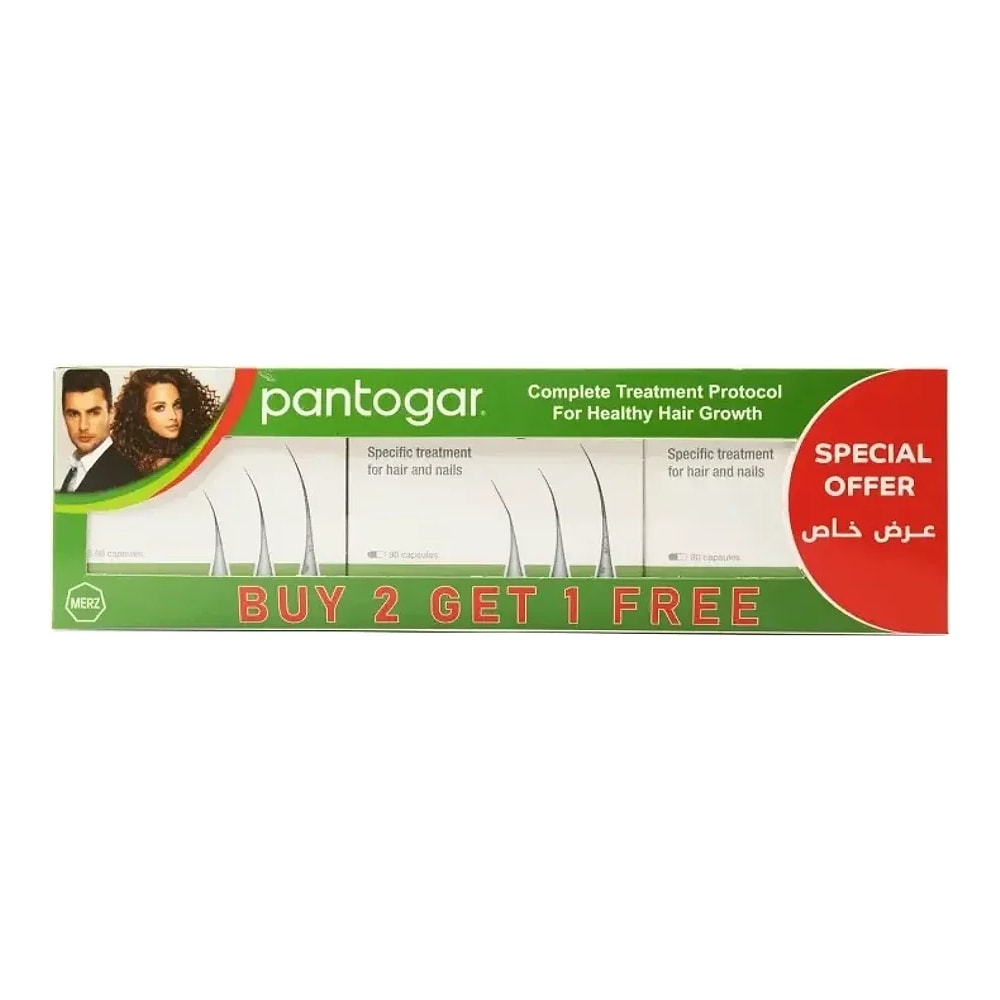 pantogar®
Complete Treatment Protocol
For Healthy Hair Growth
Specific treatment
for hair and nails
Specific treatment
for hair and nails
SPECIAL
OFFER
عرض خاص
capsules
90 capsules
90 capsules
MERZ
BUY 2 GET 1 FREE